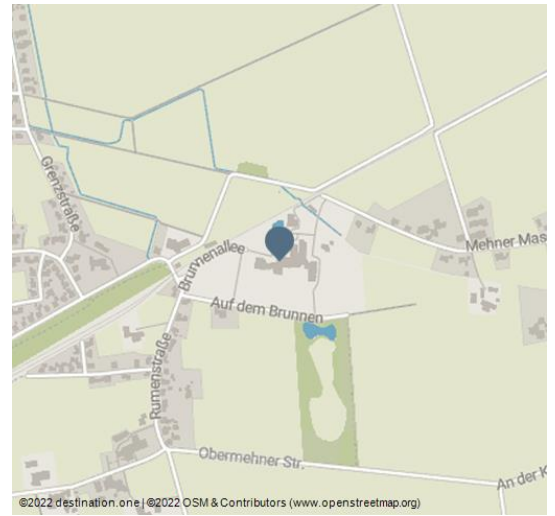 Grenzstraße
Brunnenallee
Mehner Mas
Auf dem Brunnen
Rumenstraße
Obermehner Str.
An der K
©2022 destination.one | ©2022 OSM & Contributors (www.openstreetmap.org)